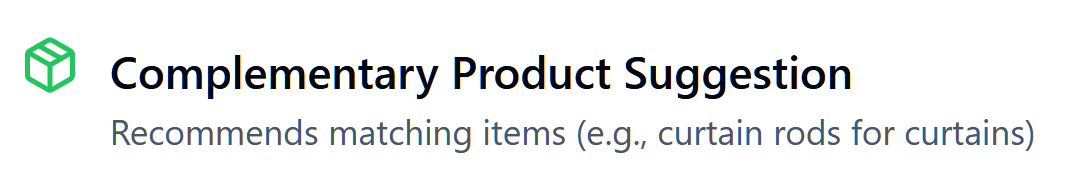 Complementary Product Suggestion
Recommends matching items (e.g., curtain rods for curtains)